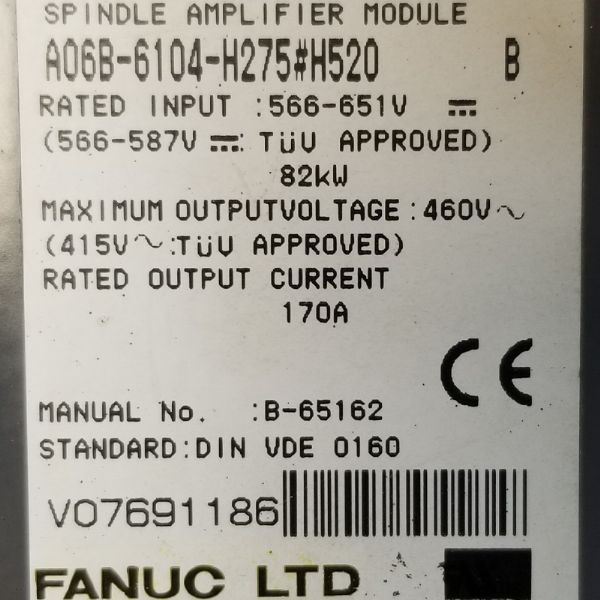 SPINDLE AMPLIFIER MODULE
A06B-6104-H275#H520 B
RATED INPUT :566-651V ⎓
(566-587V ⎓: TüV APPROVED)
82kW
MAXIMUM OUTPUTVOLTAGE:460V∿
(415V∿:TüV APPROVED)
RATED OUTPUT CURRENT
170A
CE
MANUAL No. :B-65162
STANDARD:DIN VDE 0160
V07691186
FANUC LTD